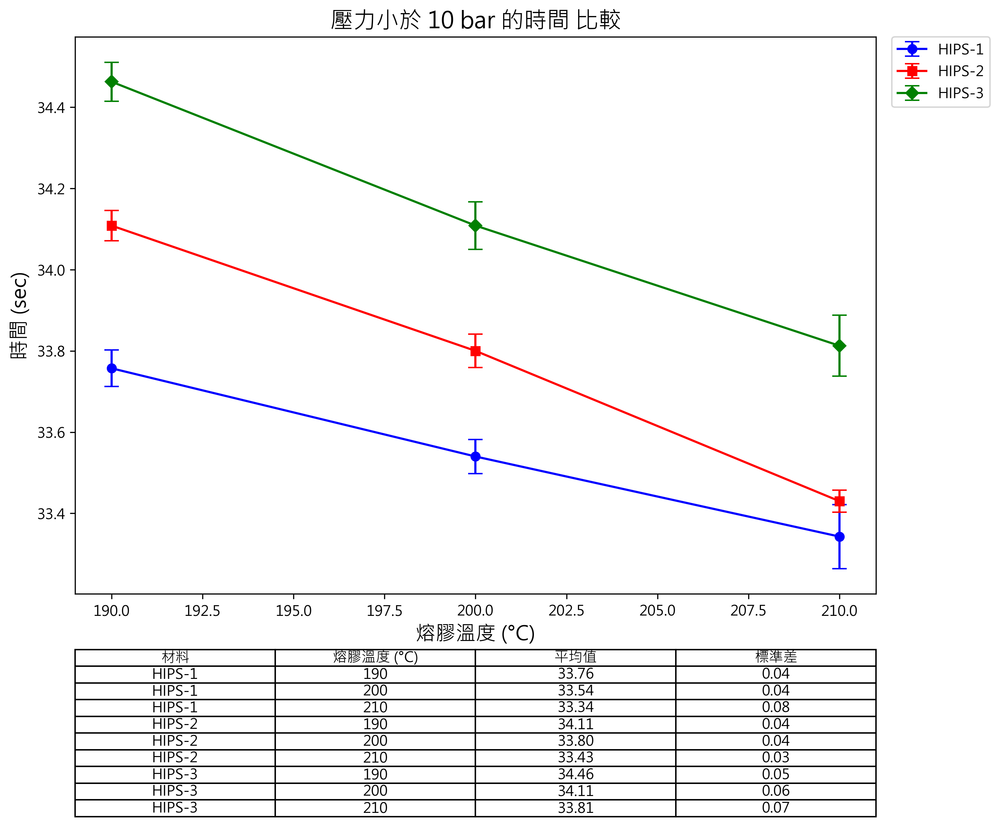 壓力小於 10 bar 的時間 比較
HIPS-1
HIPS-2
HIPS-3
時間 (sec)
34.4
34.2
34.0
33.8
33.6
33.4
190.0 192.5 195.0 197.5 200.0 202.5 205.0 207.5 210.0
熔膠溫度 (°C)
材料 熔膠溫度 (°C) 平均值 標準差
HIPS-1 190 33.76 0.04
HIPS-1 200 33.54 0.04
HIPS-1 210 33.34 0.08
HIPS-2 190 34.11 0.04
HIPS-2 200 33.80 0.04
HIPS-2 210 33.43 0.03
HIPS-3 190 34.46 0.05
HIPS-3 200 34.11 0.06
HIPS-3 210 33.81 0.07